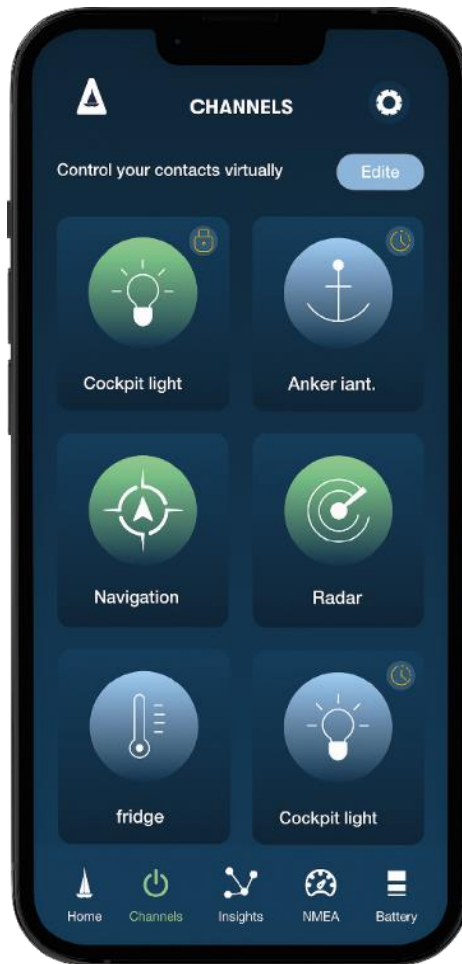 CHANNELS
Control your contacts virtually
Edite
Cockpit light
Anker iant.
Navigation
Radar
fridge
Cockpit light
Home
Channels
Insights
NMEA
Battery